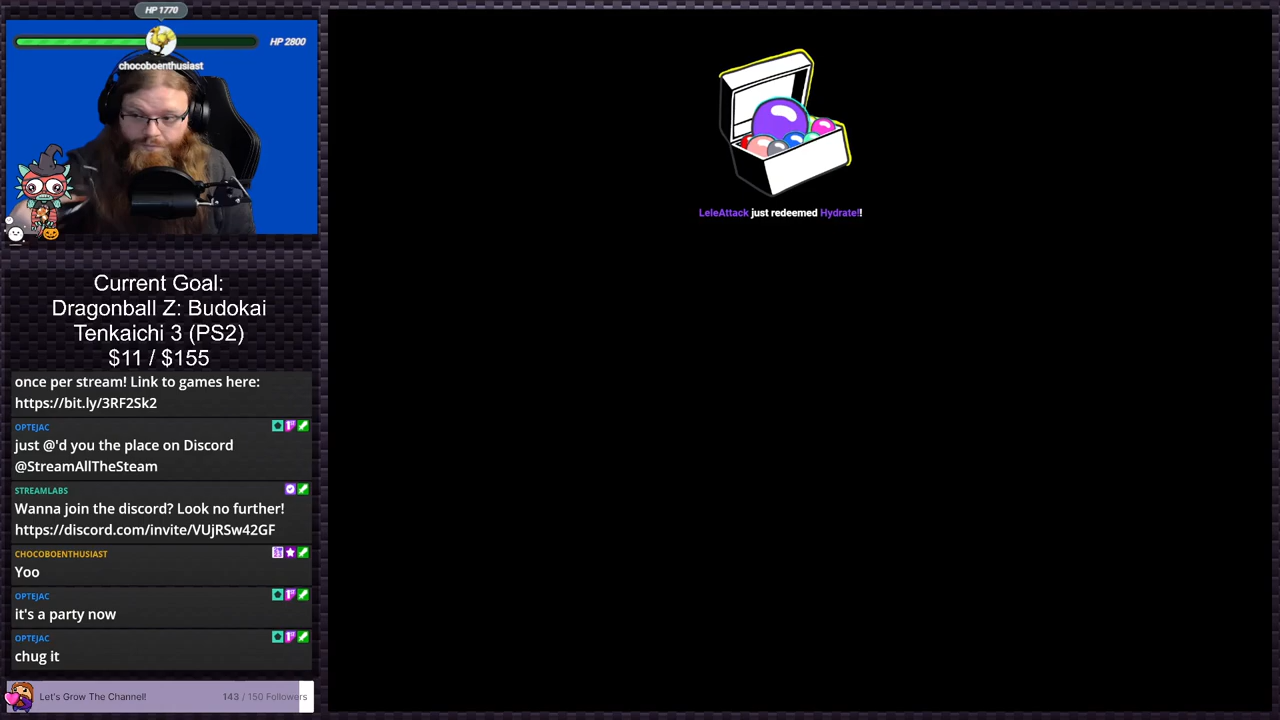 HP 1770
HP 2800
chocoboenthusiast
LeleAttack just redeemed Hydrate!!
Current Goal:
Dragonball Z: Budokai
Tenkaichi 3 (PS2)
$11 / $155
once per stream! Link to games here:
https://bit.ly/3RF2Sk2
OPTEJAC
just @'d you the place on Discord
@StreamAllTheSteam
STREAMLABS
Wanna join the discord? Look no further!
https://discord.com/invite/VUjRSw42GF
CHOCOBOENTHUSIAST
Yoo
OPTEJAC
it's a party now
OPTEJAC
chug it
Let's Grow The Channel! 143 / 150 Followers